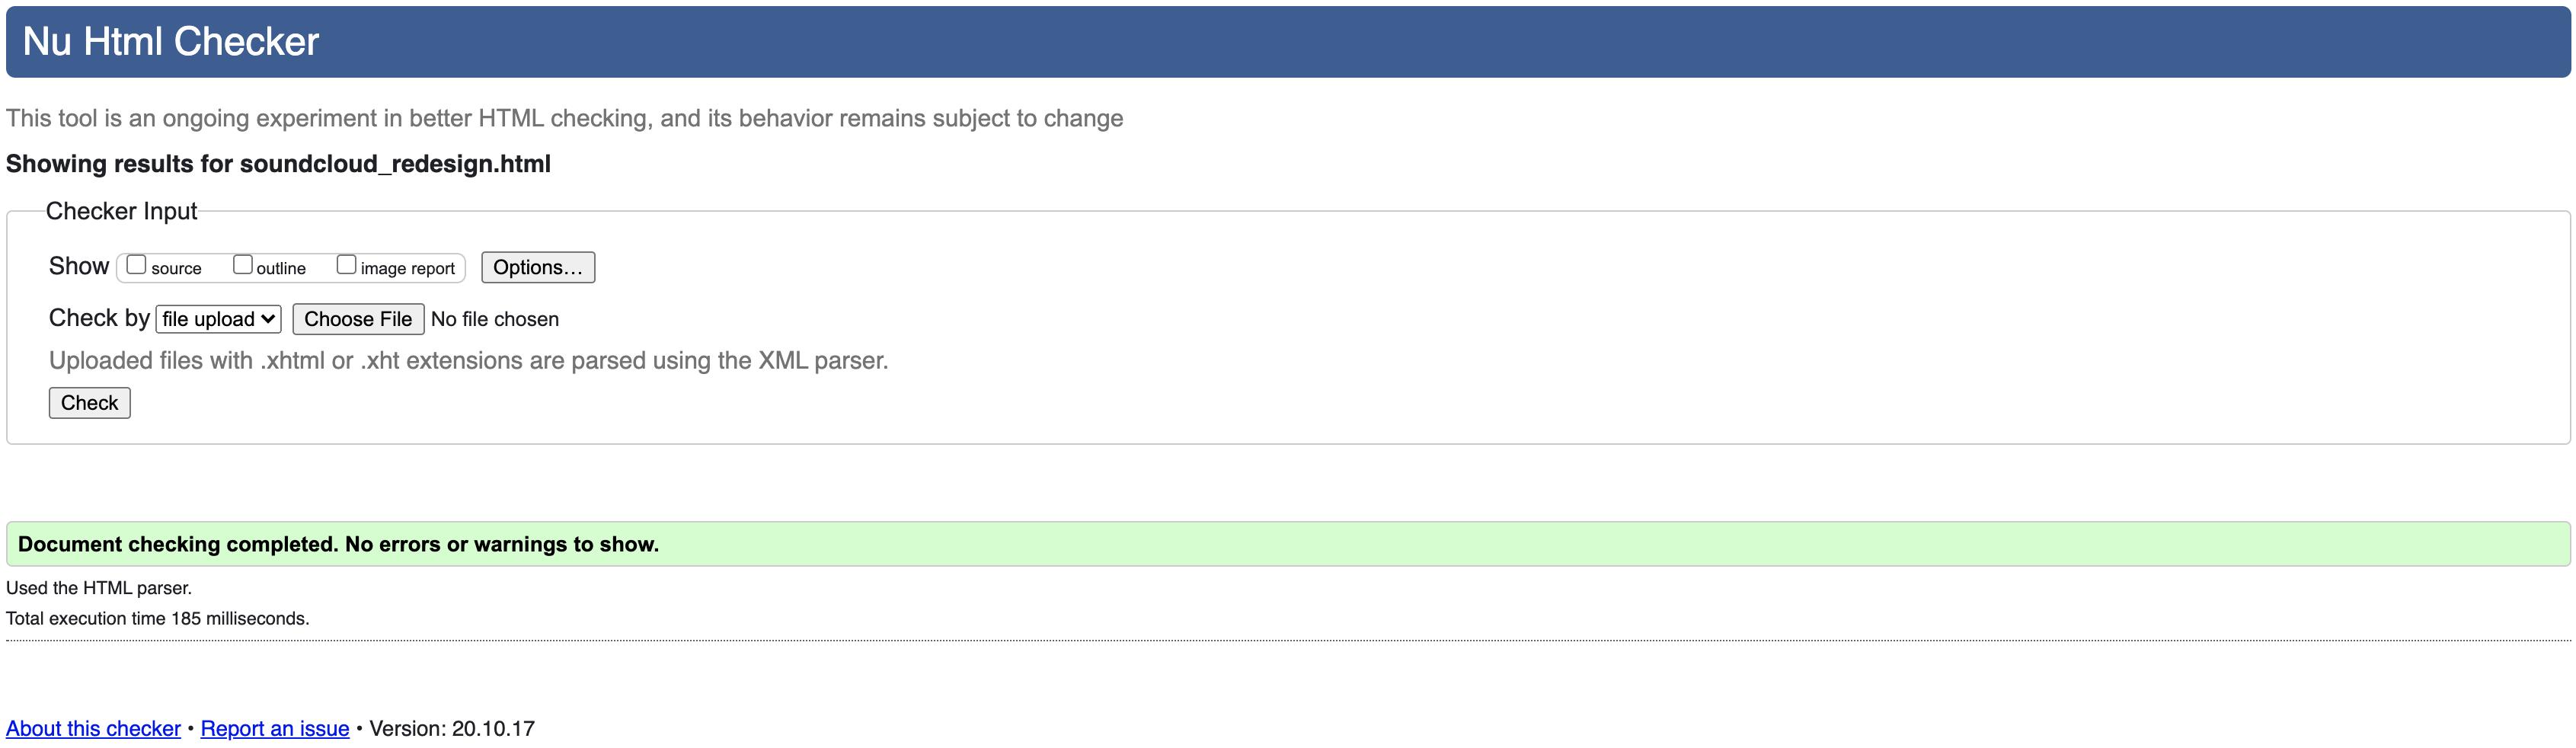 Nu Html Checker
This tool is an ongoing experiment in better HTML checking, and its behavior remains subject to change
Showing results for soundcloud_redesign.html
Checker Input
Show source outline image report Options...
Check by file upload Choose File No file chosen
Uploaded files with .xhtml or .xht extensions are parsed using the XML parser.
Check
Document checking completed. No errors or warnings to show.
Used the HTML parser.
Total execution time 185 milliseconds.
About this checker • Report an issue • Version: 20.10.17